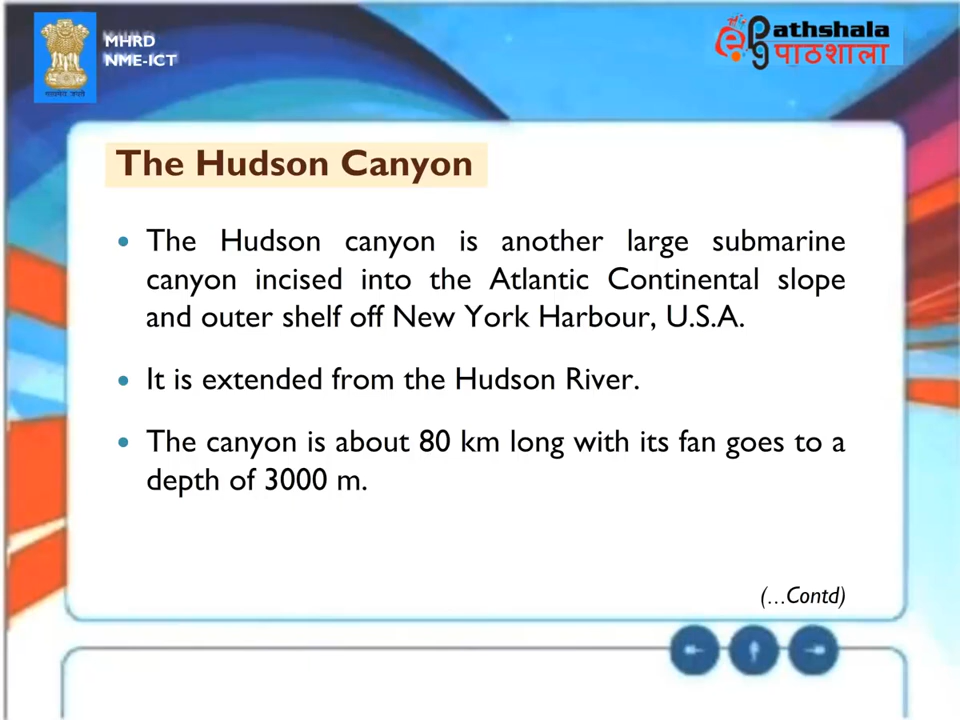 MHRD
NME-ICT
ePathshala
पाठशाला
The Hudson Canyon
• The Hudson canyon is another large submarine
canyon incised into the Atlantic Continental slope
and outer shelf off New York Harbour, U.S.A.
• It is extended from the Hudson River.
• The canyon is about 80 km long with its fan goes to a
depth of 3000 m.
(...Contd)